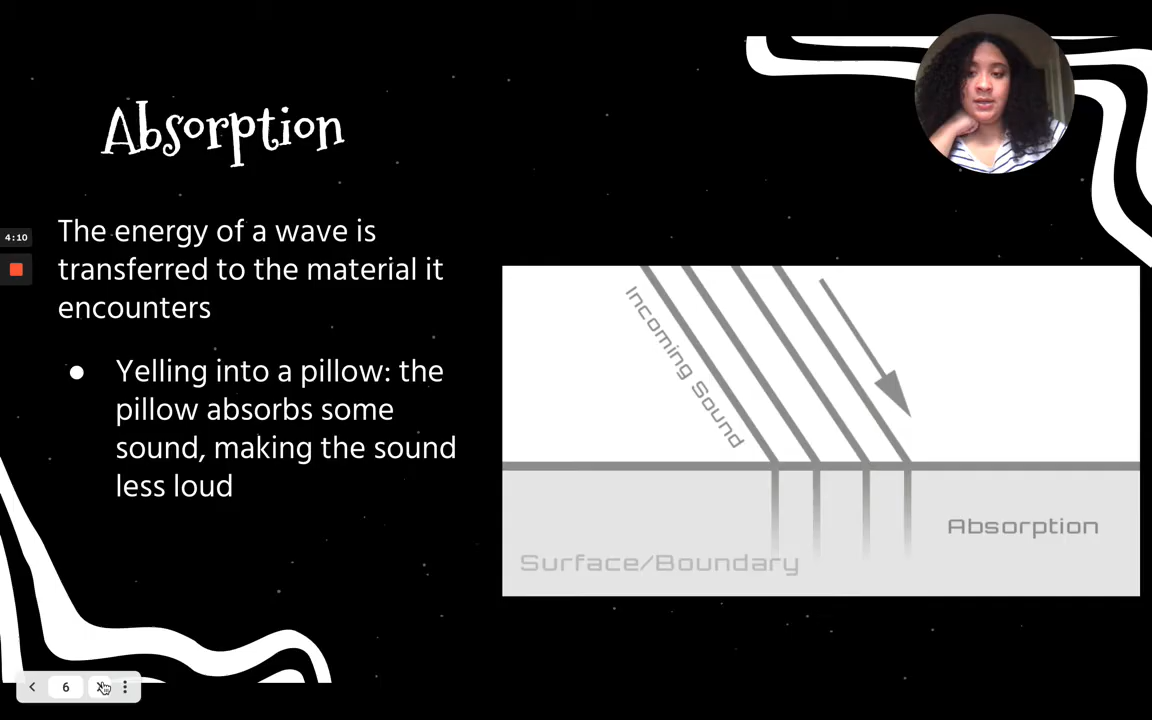 Absorption
The energy of a wave is
transferred to the material it
encounters
4:10
● Yelling into a pillow: the
pillow absorbs some
sound, making the sound
less loud
Incoming Sound
Absorption
Surface/Boundary
6